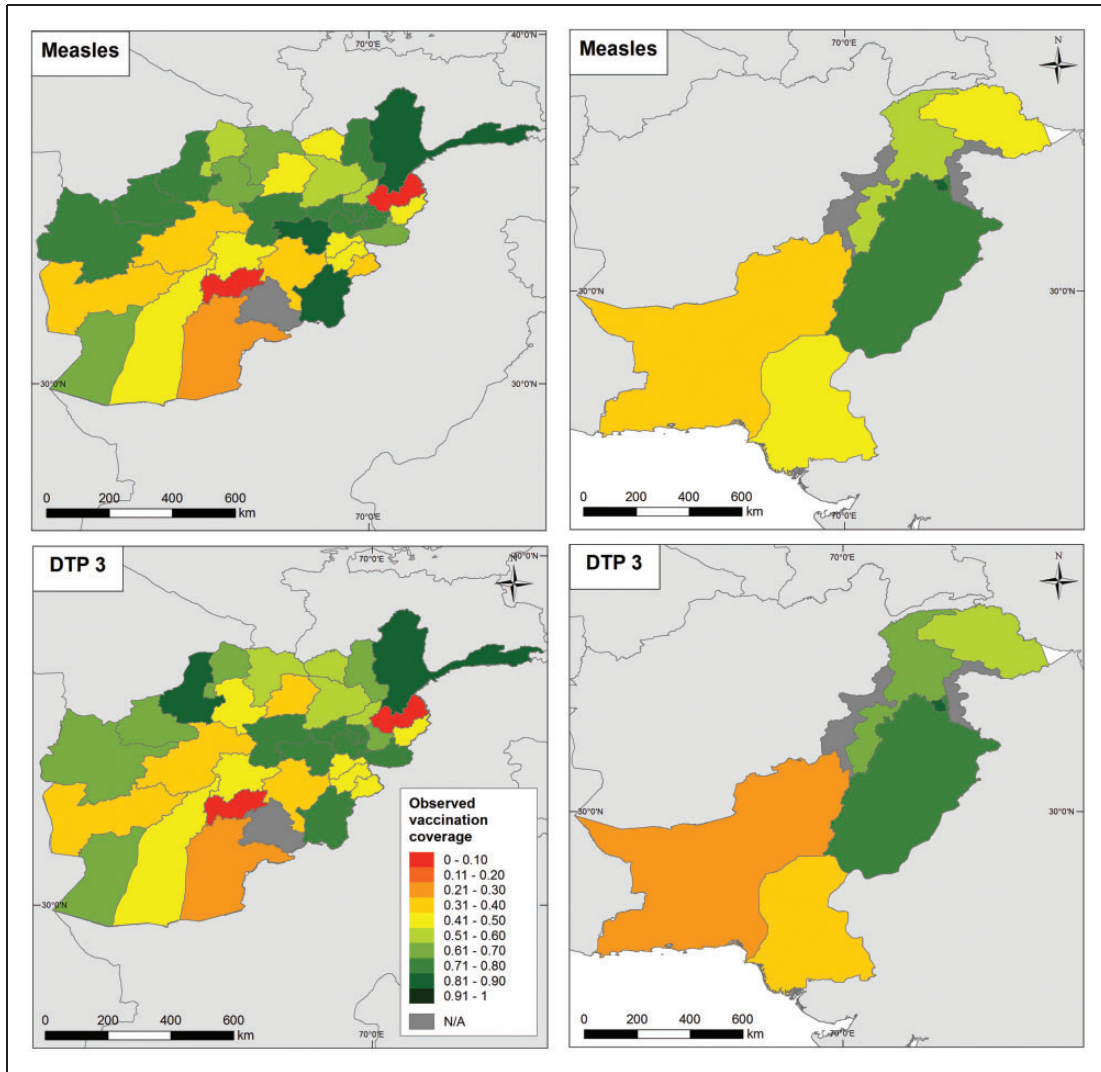 Measles
70°0'E
40°0'N
30°0'N
30°0'N
0 200 400 600
km
70°0'E
Measles
70°0'E
N
30°0'N
30°0'N
0 200 400 600
km
70°0'E
DTP 3
70°0'E
40°0'N
N
30°0'N
Observed
vaccination
coverage
0 - 0.10
0.11 - 0.20
0.21 - 0.30
0.31 - 0.40
0.41 - 0.50
0.51 - 0.60
0.61 - 0.70
0.71 - 0.80
0.81 - 0.90
0.91 - 1
N/A
0 200 400 600
km
70°0'E
DTP 3
70°0'E
N
30°0'N
30°0'N
0 200 400 600
km
70°0'E